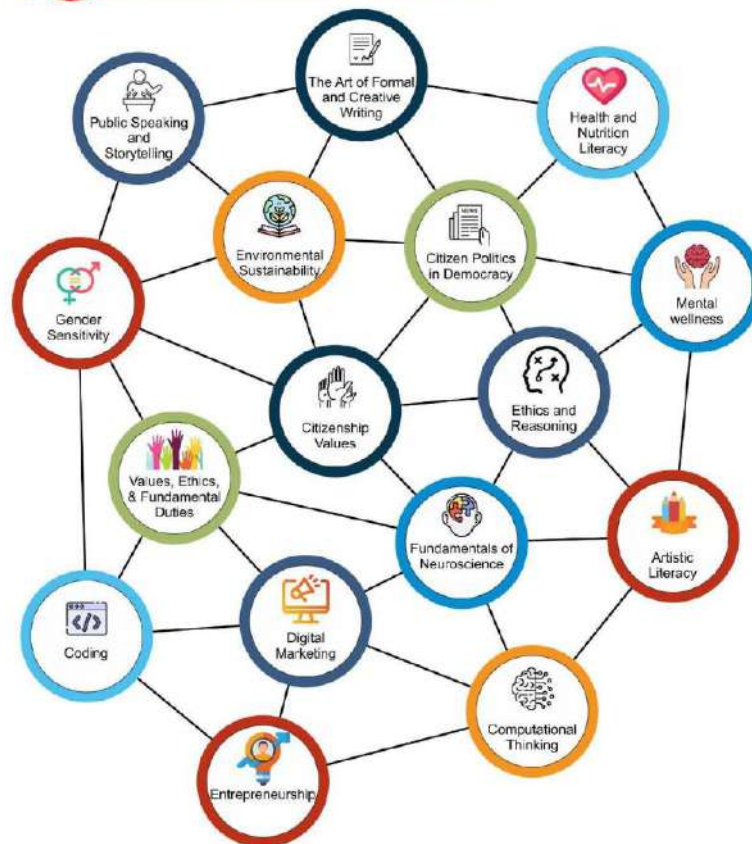 The Art of Formal
and Creative
Writing
Public Speaking
and
Storytelling
Health and
Nutrition
Literacy
Environmental
Sustainability
NEWS
Citizen Politics
in Democracy
Gender
Sensitivity
Mental
wellness
Citizenship
Values
Ethics and
Reasoning
Values, Ethics,
& Fundamental
Duties
Fundamentals of
Neuroscience
Artistic
Literacy
</>
Coding
Digital
Marketing
Computational
Thinking
Entrepreneurship